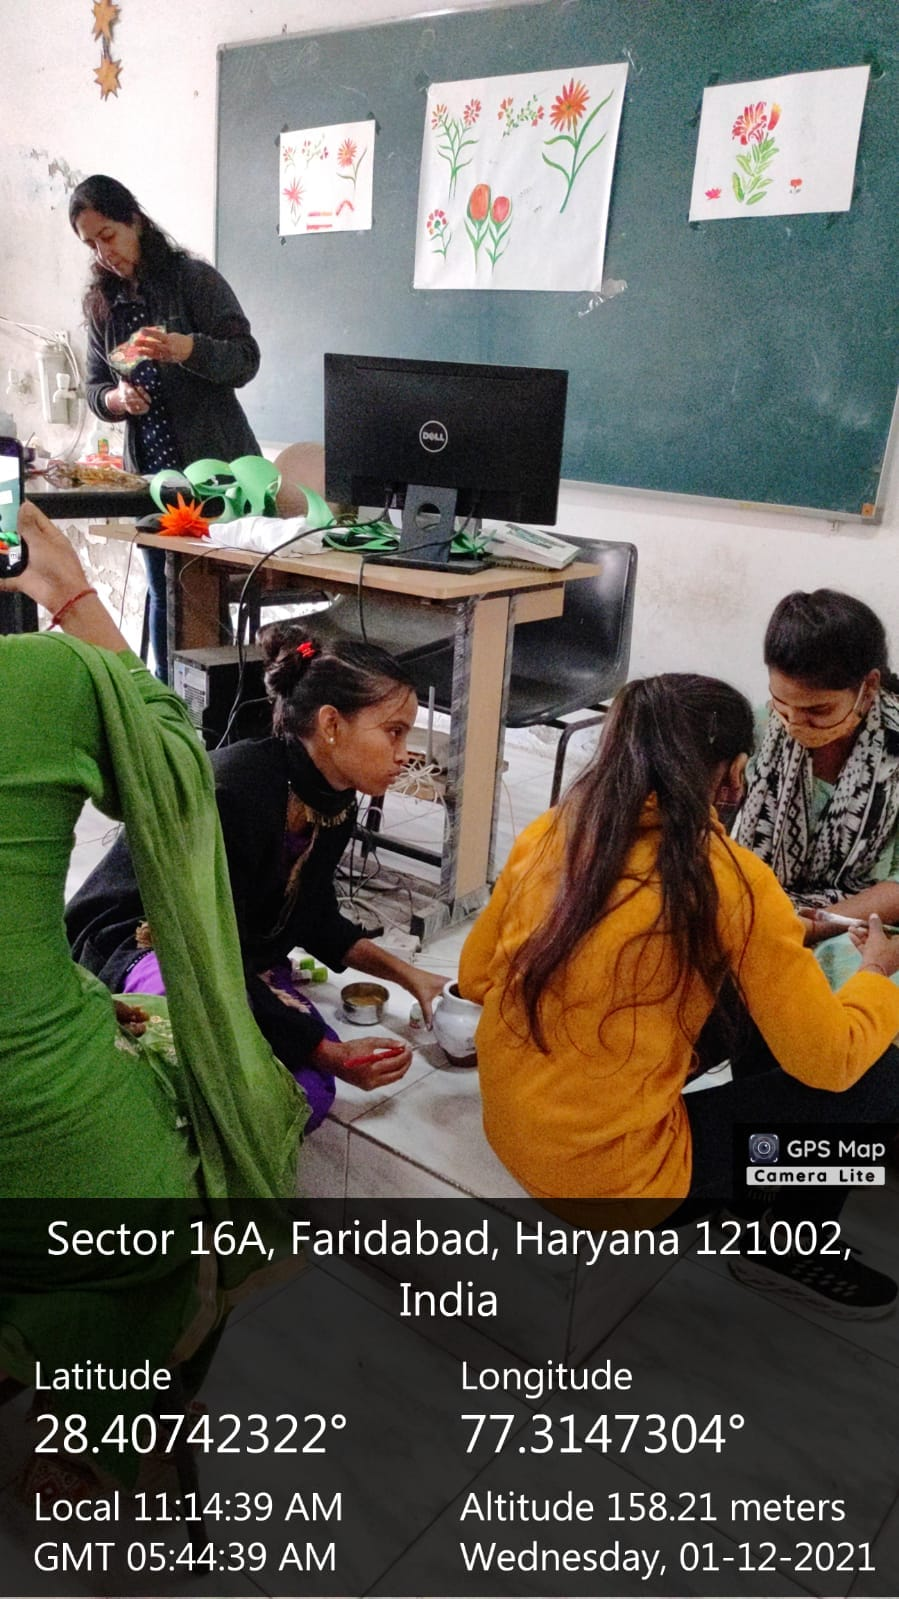 DELL
GPS Map
Camera Lite
Sector 16A, Faridabad, Haryana 121002,
India
Latitude
Longitude
28.40742322°
77.3147304°
Local 11:14:39 AM
Altitude 158.21 meters
GMT 05:44:39 AM
Wednesday, 01-12-2021